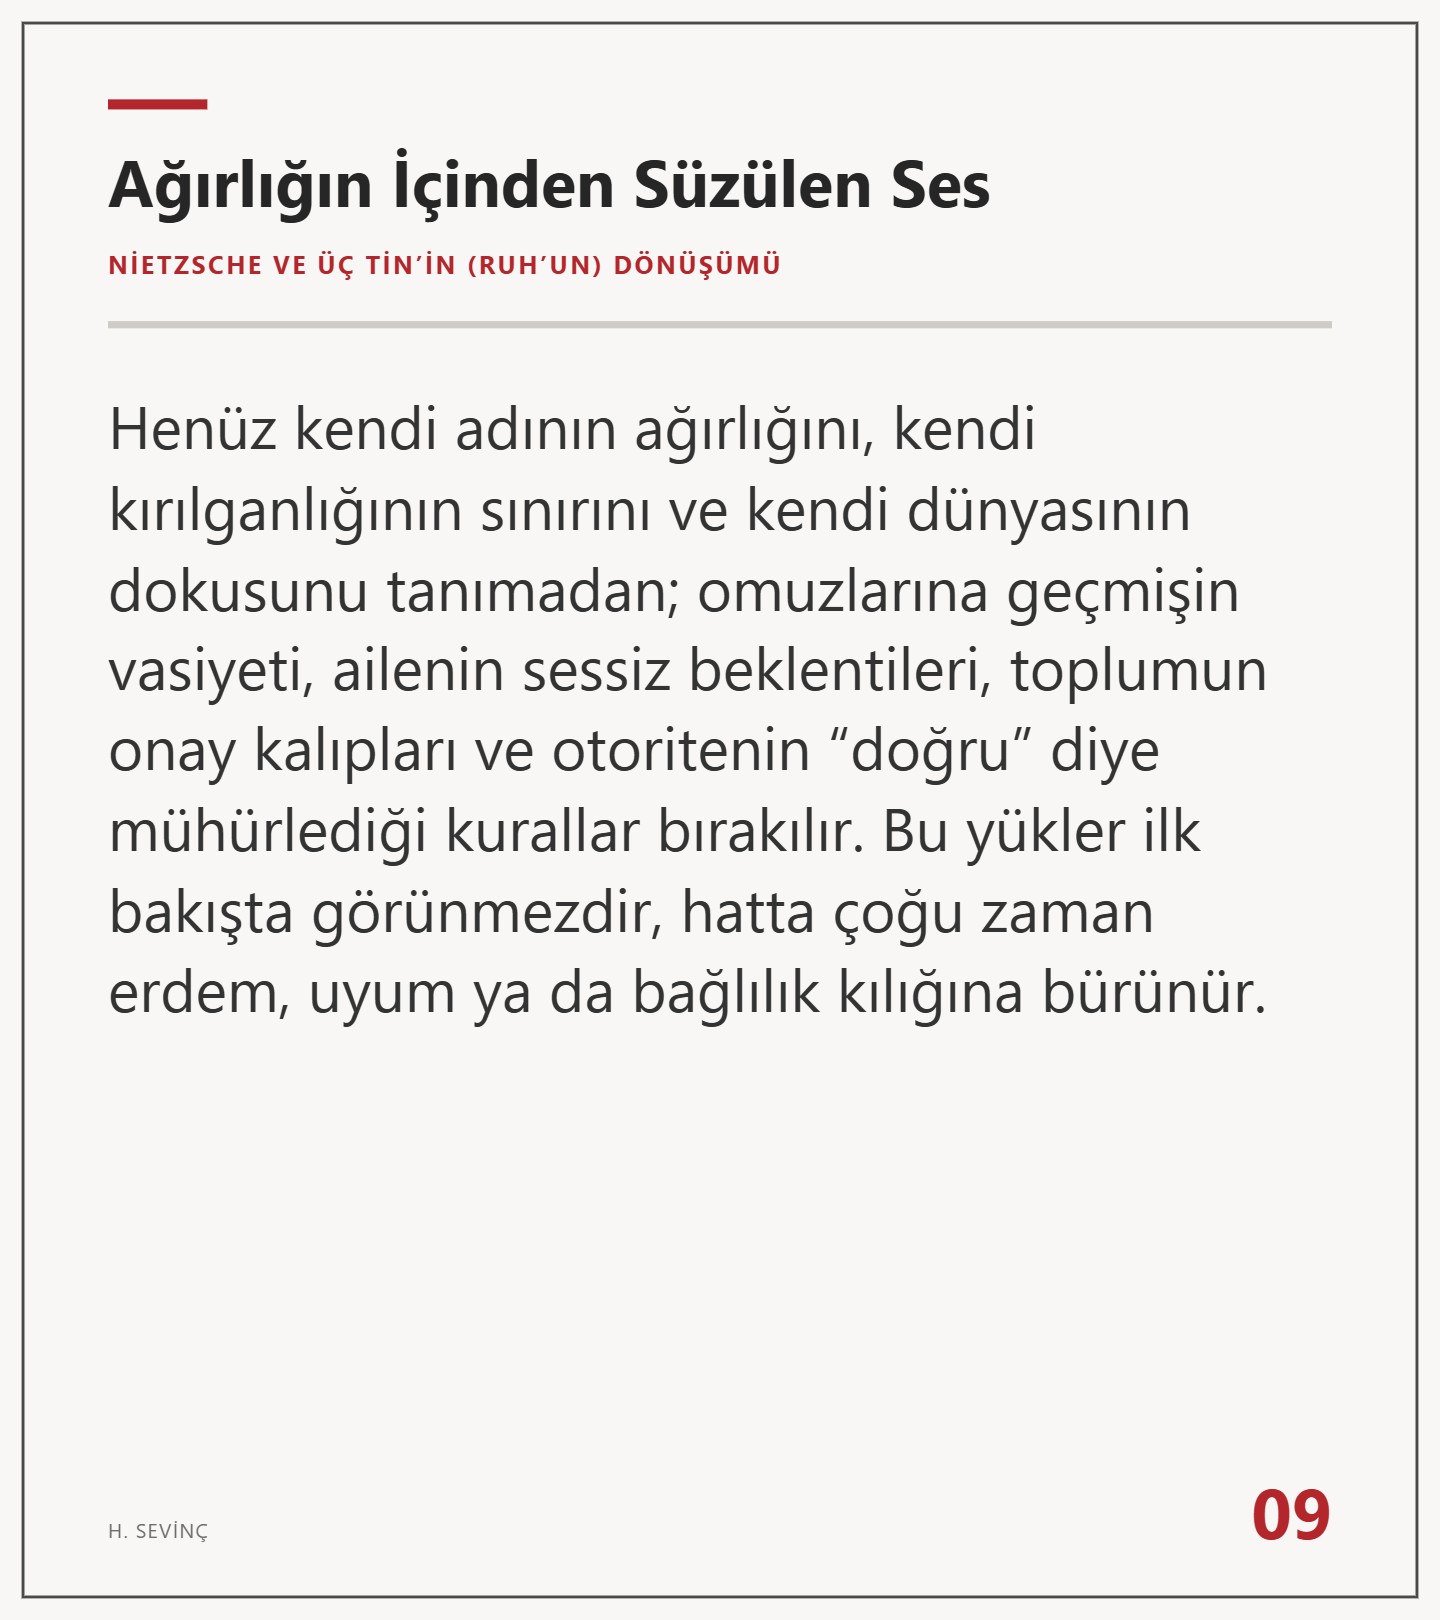 Ağırlığın İçinden Süzülen Ses
NİETZSCHE VE ÜÇ TİN’İN (RUH’UN) DÖNÜŞÜMÜ
Henüz kendi adının ağırlığını, kendi
kırılganlığının sınırını ve kendi dünyasının
dokusunu tanımadan; omuzlarına geçmişin
vasiyeti, ailenin sessiz beklentileri, toplumun
onay kalıpları ve otoritenin “doğru” diye
mühürlediği kurallar bırakılır. Bu yükler ilk
bakışta görünmezdir, hatta çoğu zaman
erdem, uyum ya da bağlılık kılığına bürünür.
H. SEVİNÇ
09